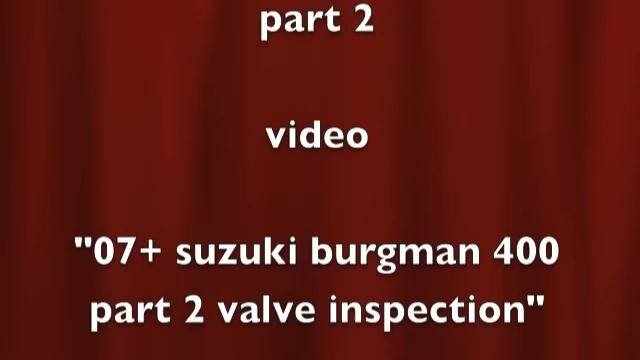 part 2
video
"07+ suzuki burgman 400
part 2 valve inspection"